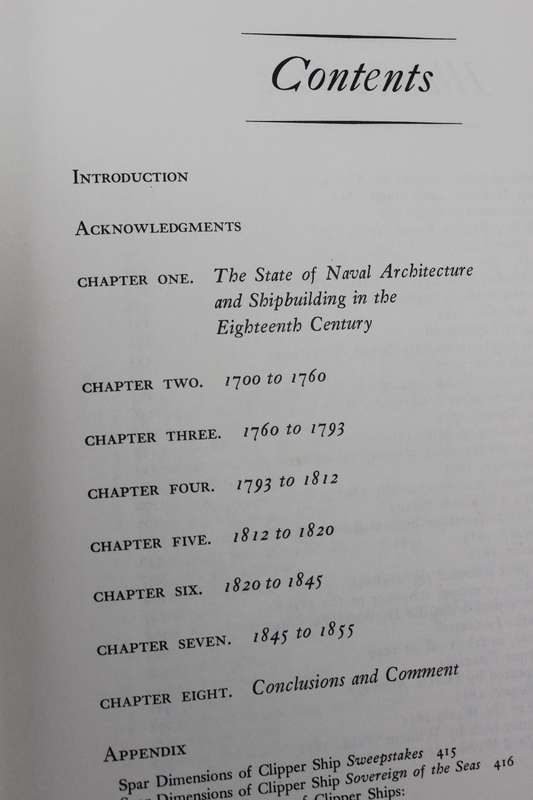 Contents
INTRODUCTION
ACKNOWLEDGMENTS
CHAPTER ONE. The State of Naval Architecture
and Shipbuilding in the
Eighteenth Century
CHAPTER TWO. 1700 to 1760
CHAPTER THREE. 1760 to 1793
CHAPTER FOUR. 1793 to 1812
CHAPTER FIVE. 1812 to 1820
CHAPTER SIX. 1820 to 1845
CHAPTER SEVEN. 1845 to 1855
CHAPTER EIGHT. Conclusions and Comment
APPENDIX
Spar Dimensions of Clipper Ship Sweepstakes 415
Spar Dimensions of Clipper Ship Sovereign of the Seas 416
of Clipper Ships: